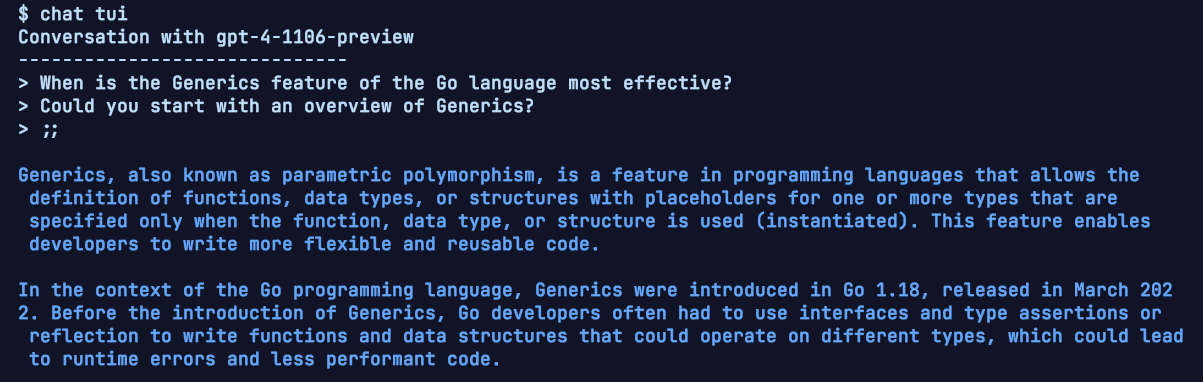 $ chat tui
Conversation with gpt-4-1106-preview
------------------------------
> When is the Generics feature of the Go language most effective?
> Could you start with an overview of Generics?
> ;;
Generics, also known as parametric polymorphism, is a feature in programming languages that allows the
definition of functions, data types, or structures with placeholders for one or more types that are
specified only when the function, data type, or structure is used (instantiated). This feature enables
developers to write more flexible and reusable code.
In the context of the Go programming language, Generics were introduced in Go 1.18, released in March 202
2. Before the introduction of Generics, Go developers often had to use interfaces and type assertions or
reflection to write functions and data structures that could operate on different types, which could lead
to runtime errors and less performant code.